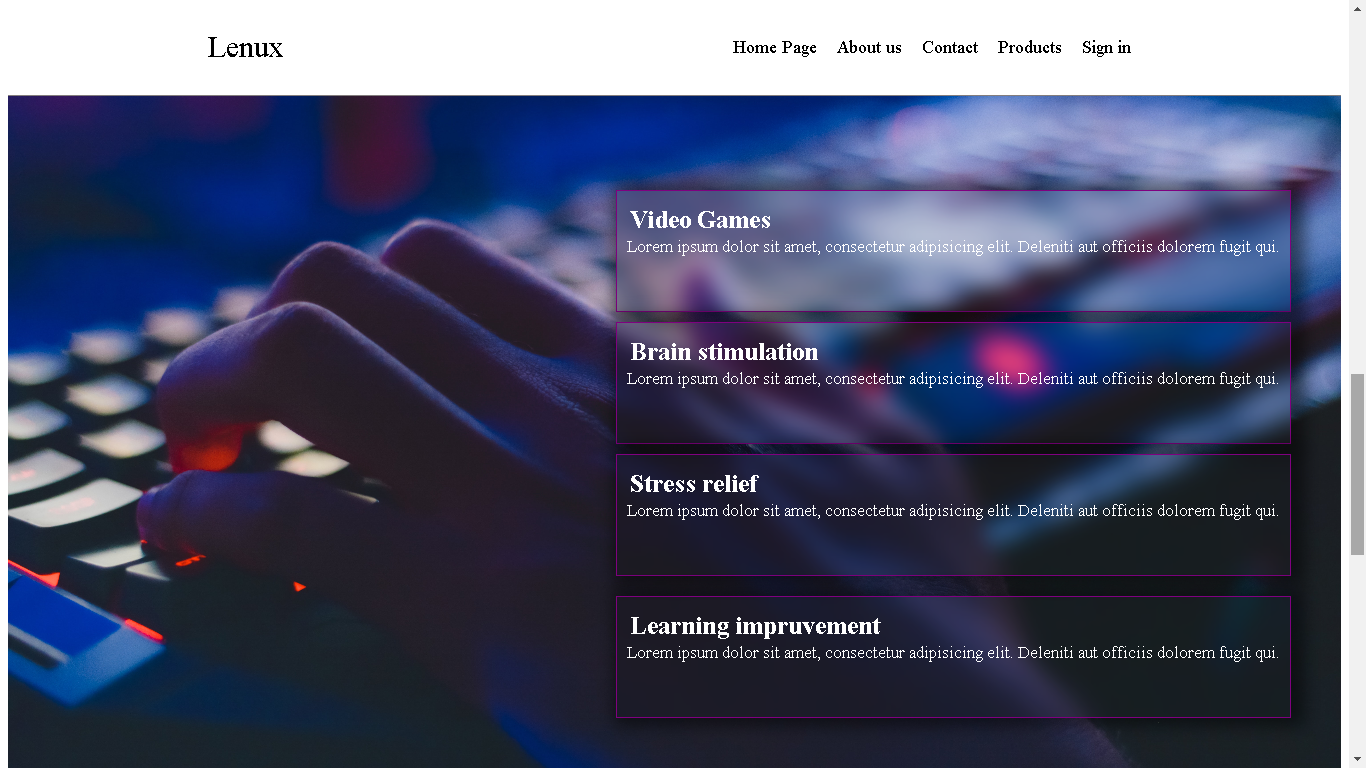 Lenux
Home Page About us Contact Products Sign in
Video Games
Lorem ipsum dolor sit amet, consectetur adipisicing elit. Deleniti aut officiis dolorem fugit qui.
Brain stimulation
Lorem ipsum dolor sit amet, consectetur adipisicing elit. Deleniti aut officiis dolorem fugit qui.
Stress relief
Lorem ipsum dolor sit amet, consectetur adipisicing elit. Deleniti aut officiis dolorem fugit qui.
Learning impruvement
Lorem ipsum dolor sit amet, consectetur adipisicing elit. Deleniti aut officiis dolorem fugit qui.